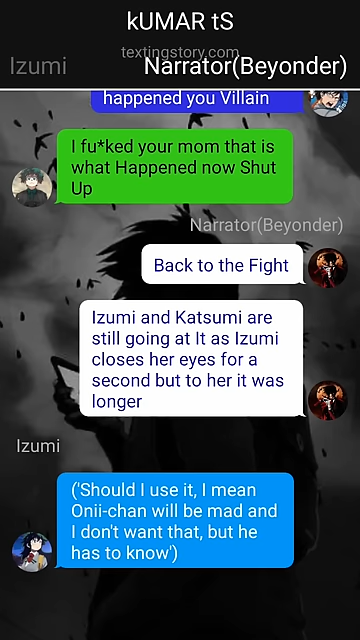 kUMAR tS
textingstory.com
Izumi
Narrator(Beyonder)
happened you Villain
I fu*ked your mom that is
what Happened now Shut
Up
Narrator(Beyonder)
Back to the Fight
Izumi and Katsumi are
still going at It as Izumi
closes her eyes for a
second but to her it was
longer
Izumi
('Should I use it, I mean
Onii-chan will be mad and
I don't want that, but he
has to know')